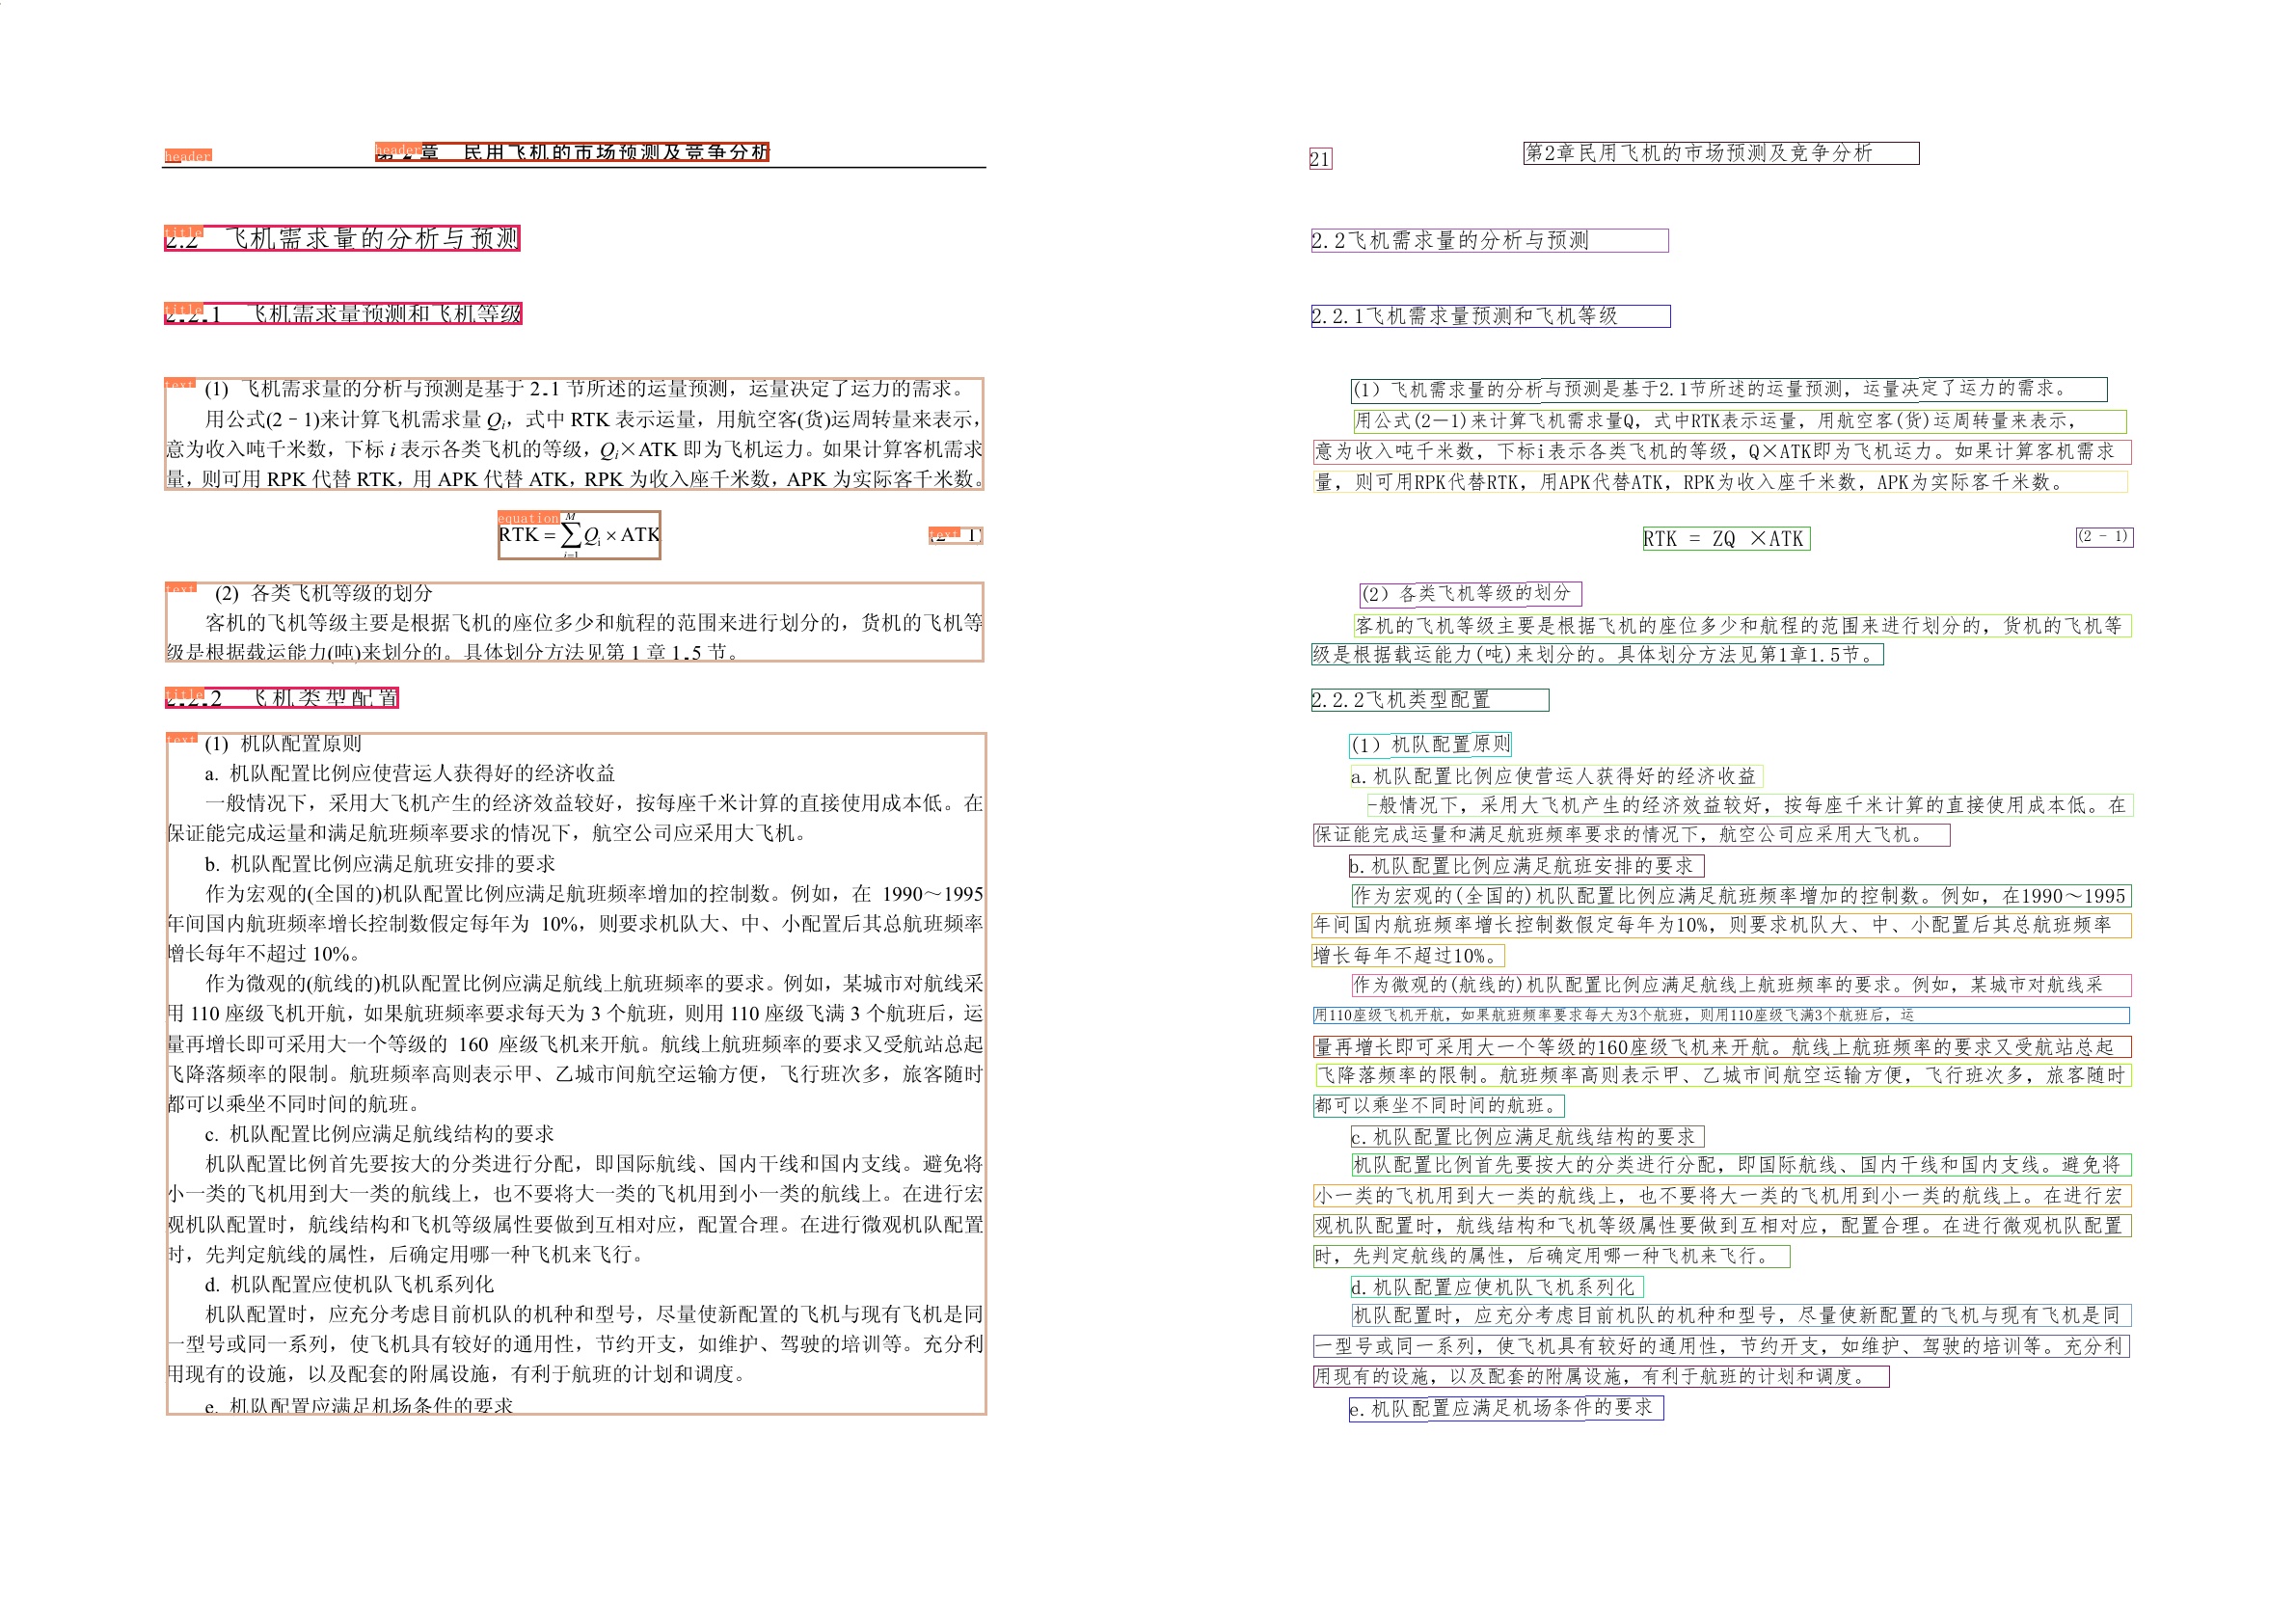 header
header
第 2 章 民用飞机的市场预测及竞争分析
title
2.2 飞机需求量的分析与预测
title
2.2.1 飞机需求量预测和飞机等级
text
(1) 飞机需求量的分析与预测是基于 2.1 节所述的运量预测，运量决定了运力的需求。
用公式(2－1)来计算飞机需求量 Qi，式中 RTK 表示运量，用航空客(货)运周转量来表示，
意为收入吨千米数，下标 i 表示各类飞机的等级，Qi×ATK 即为飞机运力。如果计算客机需求
量，则可用 RPK 代替 RTK，用 APK 代替 ATK，RPK 为收入座千米数，APK 为实际客千米数。
equation
RTK = ∑_{i=1}^{M} Qi × ATK
text
(2－1)
text
(2) 各类飞机等级的划分
客机的飞机等级主要是根据飞机的座位多少和航程的范围来进行划分的，货机的飞机等
级是根据载运能力(吨)来划分的。具体划分方法见第 1 章 1.5 节。
title
2.2.2 飞机类型配置
text
(1) 机队配置原则
a. 机队配置比例应使营运人获得好的经济收益
一般情况下，采用大飞机产生的经济效益较好，按每座千米计算的直接使用成本低。在
保证能完成运量和满足航班频率要求的情况下，航空公司应采用大飞机。
b. 机队配置比例应满足航班安排的要求
作为宏观的(全国的)机队配置比例应满足航班频率增加的控制数。例如，在 1990～1995
年间国内航班频率增长控制数假定每年为 10%，则要求机队大、中、小配置后其总航班频率
增长每年不超过 10%。
作为微观的(航线的)机队配置比例应满足航线上航班频率的要求。例如，某城市对航线采
用 110 座级飞机开航，如果航班频率要求每天为 3 个航班，则用 110 座级飞满 3 个航班后，运
量再增长即可采用大一个等级的 160 座级飞机来开航。航线上航班频率的要求又受航站总起
飞降落频率的限制。航班频率高则表示甲、乙城市间航空运输方便，飞行班次多，旅客随时
都可以乘坐不同时间的航班。
c. 机队配置比例应满足航线结构的要求
机队配置比例首先要按大的分类进行分配，即国际航线、国内干线和国内支线。避免将
小一类的飞机用到大一类的航线上，也不要将大一类的飞机用到小一类的航线上。在进行宏
观机队配置时，航线结构和飞机等级属性要做到互相对应，配置合理。在进行微观机队配置
时，先判定航线的属性，后确定用哪一种飞机来飞行。
d. 机队配置应使机队飞机系列化
机队配置时，应充分考虑目前机队的机种和型号，尽量使新配置的飞机与现有飞机是同
一型号或同一系列，使飞机具有较好的通用性，节约开支，如维护、驾驶的培训等。充分利
用现有的设施，以及配套的附属设施，有利于航班的计划和调度。
e. 机队配置应满足机场条件的要求
21
第2章民用飞机的市场预测及竞争分析
2.2飞机需求量的分析与预测
2.2.1飞机需求量预测和飞机等级
(1）飞机需求量的分析与预测是基于2.1节所述的运量预测，运量决定了运力的需求。
用公式(2－1)来计算飞机需求量Q，式中RTK表示运量，用航空客(货)运周转量来表示，
意为收入吨千米数，下标i表示各类飞机的等级，Q×ATK即为飞机运力。如果计算客机需求
量，则可用RPK代替RTK，用APK代替ATK，RPK为收入座千米数，APK为实际客千米数。
RTK = ZQ ×ATK
(2 - 1)
(2）各类飞机等级的划分
客机的飞机等级主要是根据飞机的座位多少和航程的范围来进行划分的，货机的飞机等
级是根据载运能力(吨)来划分的。具体划分方法见第1章1.5节。
2.2.2飞机类型配置
(1）机队配置原则
a.机队配置比例应使营运人获得好的经济收益
-般情况下，采用大飞机产生的经济效益较好，按每座千米计算的直接使用成本低。在
保证能完成运量和满足航班频率要求的情况下，航空公司应采用大飞机。
b.机队配置比例应满足航班安排的要求
作为宏观的(全国的)机队配置比例应满足航班频率增加的控制数。例如，在1990～1995
年间国内航班频率增长控制数假定每年为10%，则要求机队大、中、小配置后其总航班频率
增长每年不超过10%。
作为微观的(航线的)机队配置比例应满足航线上航班频率的要求。例如，某城市对航线采
用110座级飞机开航，如果航班频率要求每大为3个航班，则用110座级飞满3个航班后，运
量再增长即可采用大一个等级的160座级飞机来开航。航线上航班频率的要求又受航站总起
飞降落频率的限制。航班频率高则表示甲、乙城市间航空运输方便，飞行班次多，旅客随时
都可以乘坐不同时间的航班。
c.机队配置比例应满足航线结构的要求
机队配置比例首先要按大的分类进行分配，即国际航线、国内干线和国内支线。避免将
小一类的飞机用到大一类的航线上，也不要将大一类的飞机用到小一类的航线上。在进行宏
观机队配置时，航线结构和飞机等级属性要做到互相对应，配置合理。在进行微观机队配置
时，先判定航线的属性，后确定用哪一种飞机来飞行。
d.机队配置应使机队飞机系列化
机队配置时，应充分考虑目前机队的机种和型号，尽量使新配置的飞机与现有飞机是同
一型号或同一系列，使飞机具有较好的通用性，节约开支，如维护、驾驶的培训等。充分利
用现有的设施，以及配套的附属设施，有利于航班的计划和调度。
e.机队配置应满足机场条件的要求